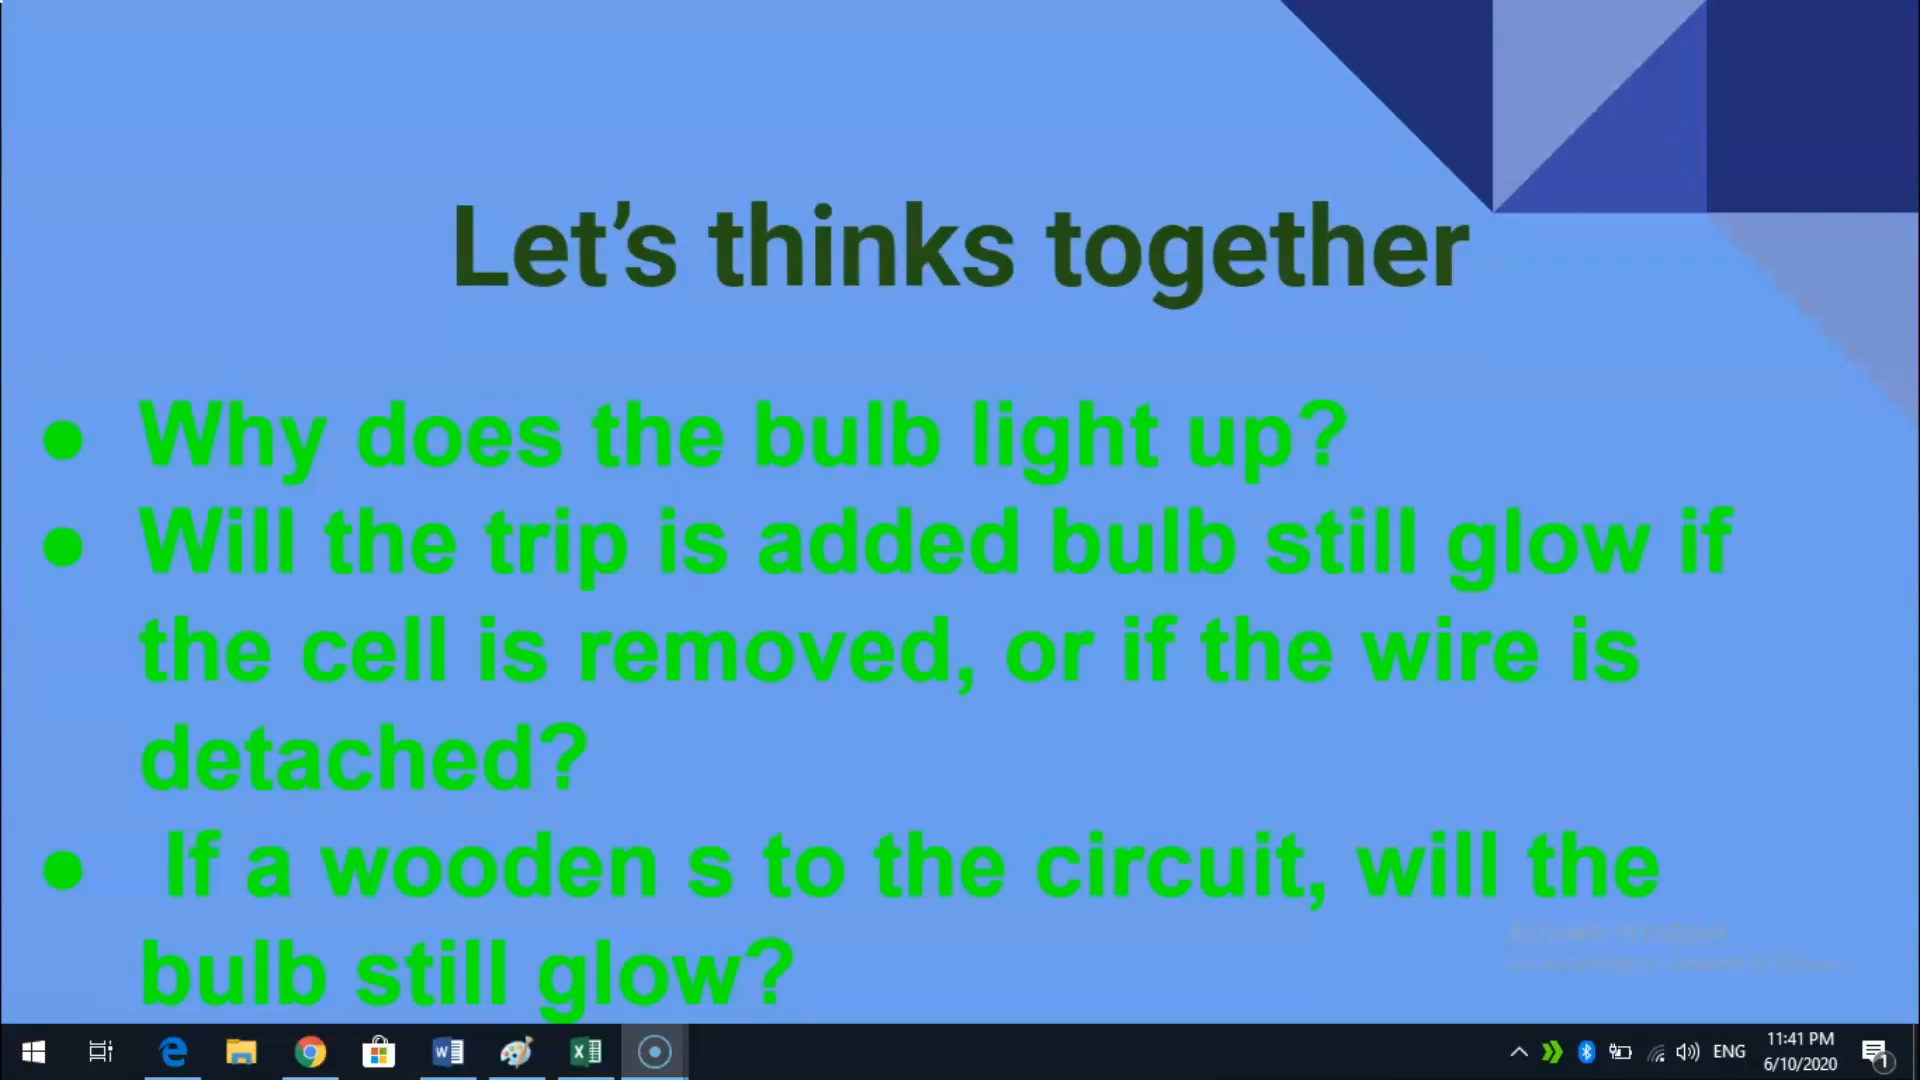 Let’s thinks together
● Why does the bulb light up?
● Will the trip is added bulb still glow if
the cell is removed, or if the wire is
detached?
● If a wooden s to the circuit, will the
bulb still glow?
ENG
11:41 PM
6/10/2020
1